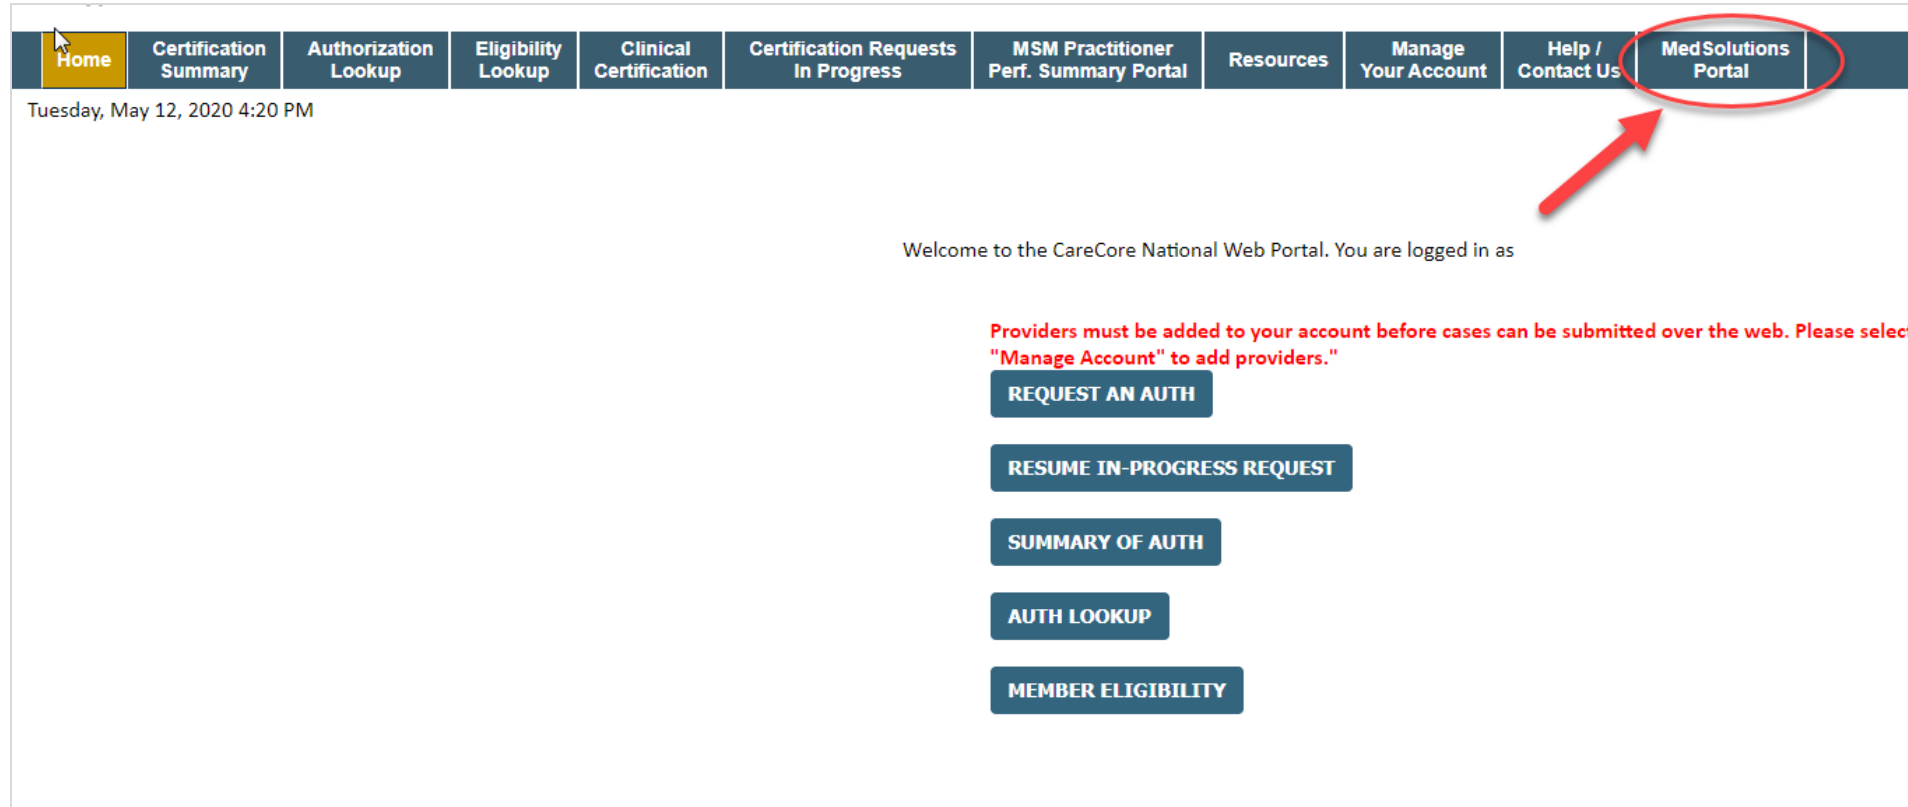 Home
Certification Summary
Authorization Lookup
Eligibility Lookup
Clinical Certification
Certification Requests In Progress
MSM Practitioner Perf. Summary Portal
Resources
Manage Your Account
Help / Contact Us
MedSolutions Portal
Tuesday, May 12, 2020 4:20 PM
Welcome to the CareCore National Web Portal. You are logged in as
Providers must be added to your account before cases can be submitted over the web. Please select
"Manage Account" to add providers."
REQUEST AN AUTH
RESUME IN-PROGRESS REQUEST
SUMMARY OF AUTH
AUTH LOOKUP
MEMBER ELIGIBILITY